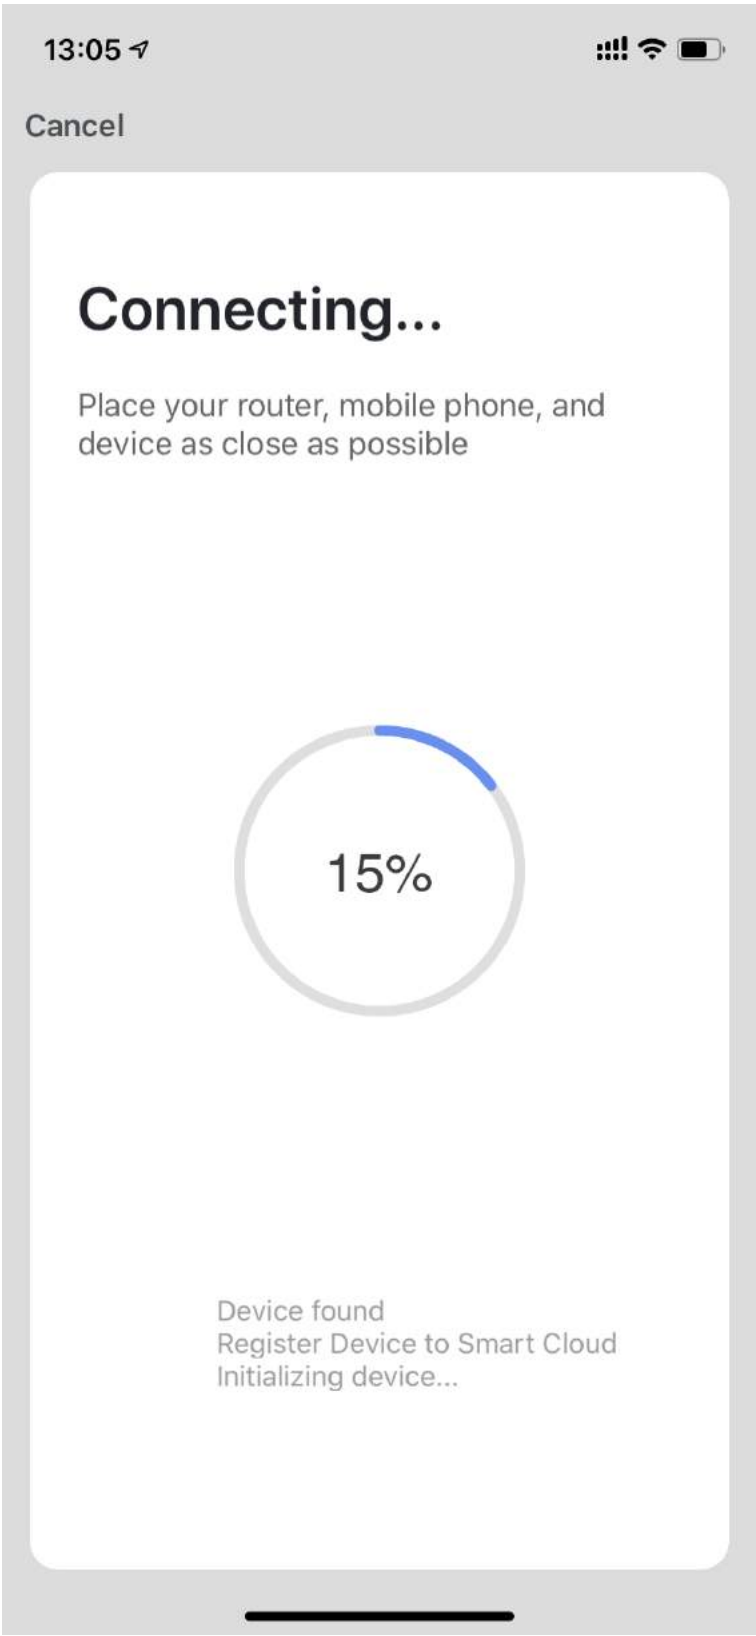 13:05
Cancel
Connecting...
Place your router, mobile phone, and
device as close as possible
15%
Device found
Register Device to Smart Cloud
Initializing device...